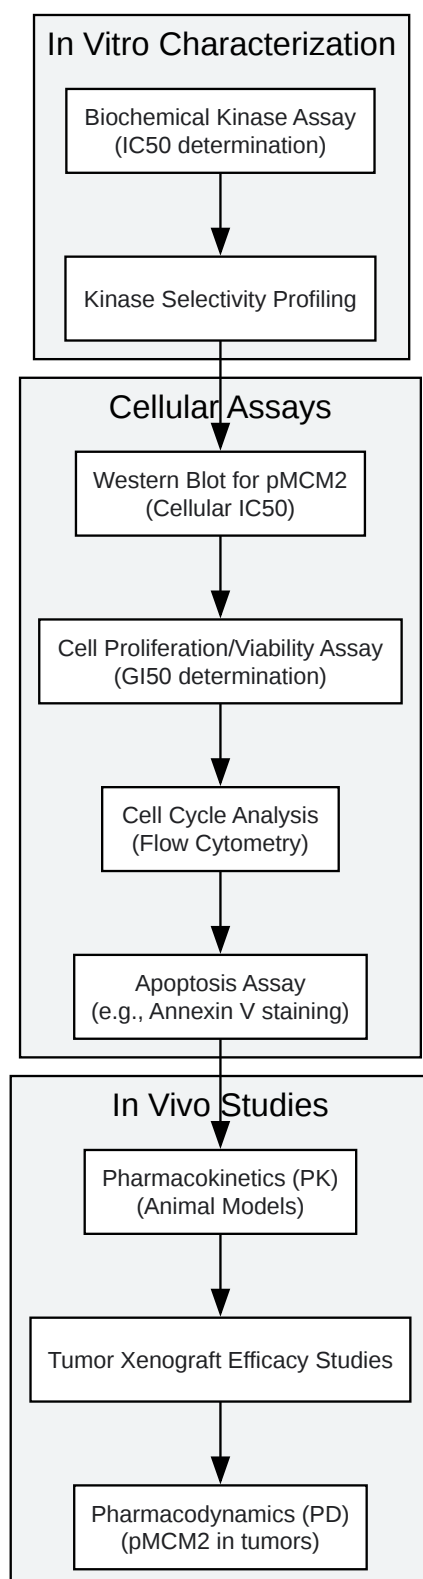 In Vitro Characterization
Biochemical Kinase Assay
(IC50 determination)
Kinase Selectivity Profiling
Cellular Assays
Western Blot for pMCM2
(Cellular IC50)
Cell Proliferation/Viability Assay
(GI50 determination)
Cell Cycle Analysis
(Flow Cytometry)
Apoptosis Assay
(e.g., Annexin V staining)
In Vivo Studies
Pharmacokinetics (PK)
(Animal Models)
Tumor Xenograft Efficacy Studies
Pharmacodynamics (PD)
(pMCM2 in tumors)